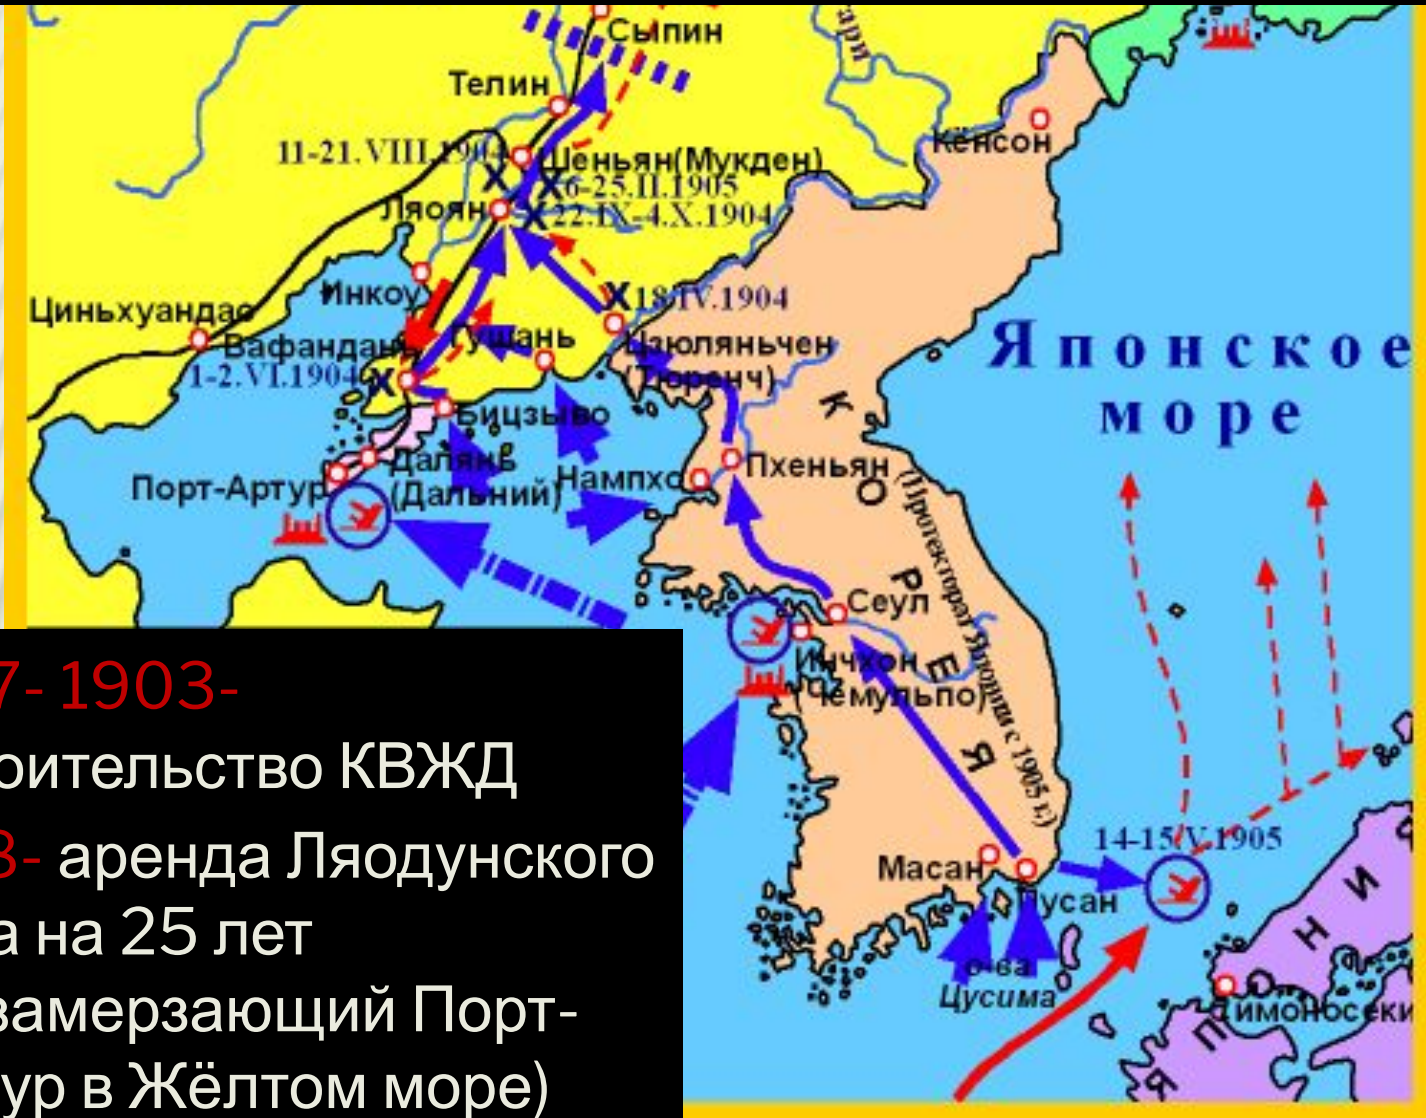 Сыпин
Телин
11-21.VIII.1904
Шеньян(Мукден)
6-25.II.1905
Ляоян
22.IX-4.X.1904
Кёнсон
Инкоу
18.IV.1904
Циньхуандао
Вафандань
Гушань
Цзюляньчен
(Тюренч)
1-2.VI.1904
Бицзыво
Японское
море
Далянь
(Дальний)
Порт-Артур
Нампхо
Пхеньян
КОРЕЯ
(Протекторат Японии с 1905 г.)
Сеул
Инчхон
(Чемульпо)
14-15.V.1905
Масан
Пусан
о-ва
Цусима
Симоносеки
ЯПОНИ
7- 1903-
оительство КВЖД
3- аренда Ляодунского
а на 25 лет
замерзающий Порт-
ур в Жёлтом море)